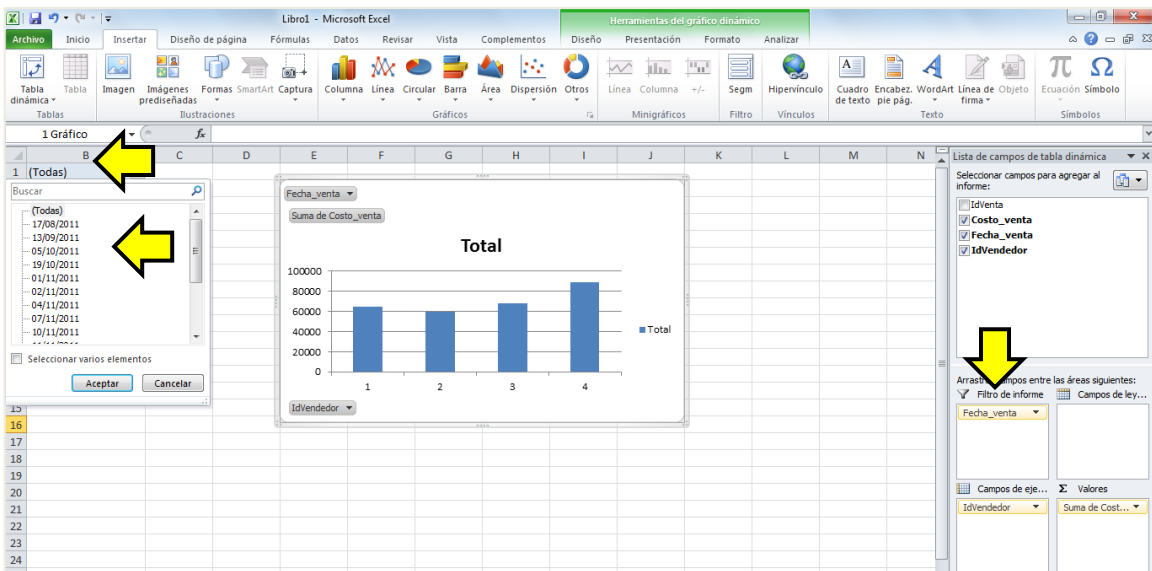 Libro1 - Microsoft Excel
Herramientas del gráfico dinámico
Archivo Inicio Insertar Diseño de página Fórmulas Datos Revisar Vista Complementos Diseño Presentación Formato Analizar
Tabla dinámica Tabla Imagen Imágenes prediseñadas Formas SmartArt Captura Columna Línea Circular Barra Área Dispersión Otros Línea Columna +/- Segm Hipervínculo Cuadro de texto Encabez. pie pág. WordArt Línea de firma Objeto Ecuación Símbolo
Tablas Ilustraciones Gráficos Minigráficos Filtro Vínculos Texto Símbolos
1 Gráfico fx
B C D E F G H I J K L M N
1 (Todas)
Buscar
(Todas)
17/08/2011
13/09/2011
05/10/2011
19/10/2011
01/11/2011
02/11/2011
04/11/2011
07/11/2011
10/11/2011
Seleccionar varios elementos
Aceptar Cancelar
15
16
17
18
19
20
21
22
23
24
Fecha_venta
Suma de Costo_venta
Total
100000
80000
60000
40000
20000
0
1 2 3 4
Total
IdVendedor
Lista de campos de tabla dinámica
Seleccionar campos para agregar al
informe:
IdVenta
Costo_venta
Fecha_venta
IdVendedor
entre las áreas siguientes:
Filtro de informe Campos de ley...
Fecha_venta
Campos de eje... Σ Valores
IdVendedor Suma de Cost...